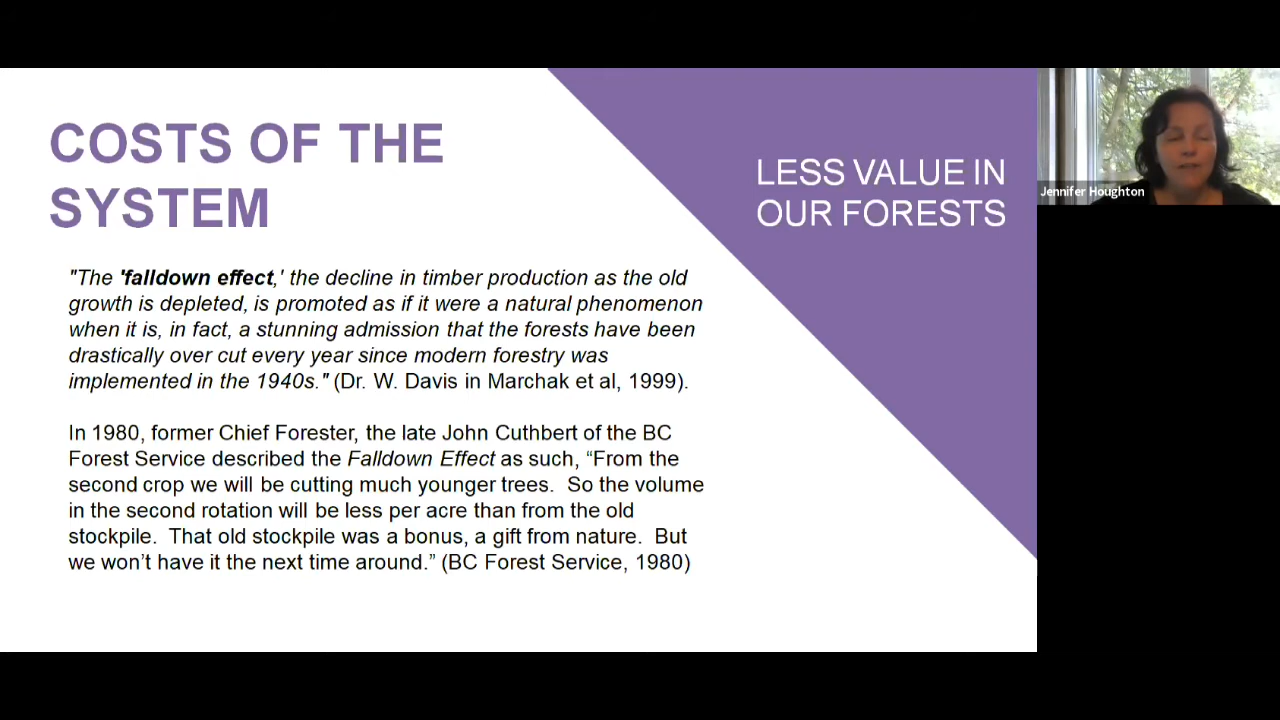 COSTS OF THE
SYSTEM
LESS VALUE IN
OUR FORESTS
Jennifer Houghton
"The 'falldown effect,' the decline in timber production as the old
growth is depleted, is promoted as if it were a natural phenomenon
when it is, in fact, a stunning admission that the forests have been
drastically over cut every year since modern forestry was
implemented in the 1940s." (Dr. W. Davis in Marchak et al, 1999).
In 1980, former Chief Forester, the late John Cuthbert of the BC
Forest Service described the Falldown Effect as such, “From the
second crop we will be cutting much younger trees.  So the volume
in the second rotation will be less per acre than from the old
stockpile.  That old stockpile was a bonus, a gift from nature.  But
we won’t have it the next time around.” (BC Forest Service, 1980)